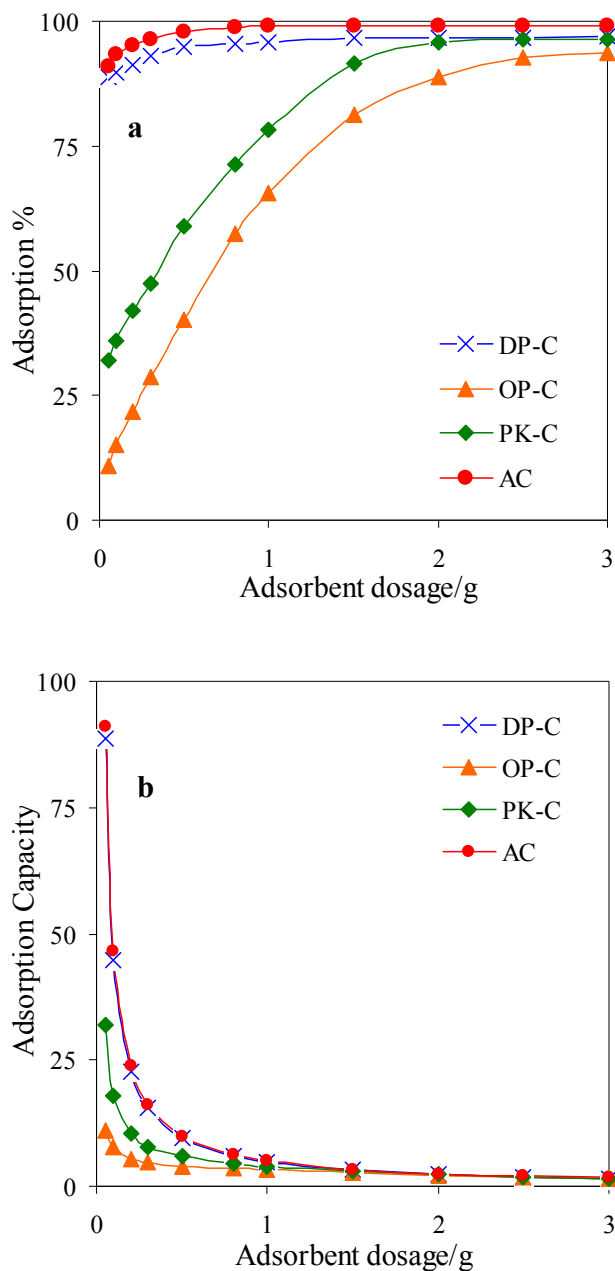 100
75
50
25
0
Adsorption %
a
DP-C
OP-C
PK-C
AC
0 1 2 3
Adsorbent dosage/g
100
75
50
25
0
Adsorption Capacity
b
DP-C
OP-C
PK-C
AC
0 1 2 3
Adsorbent dosage/g